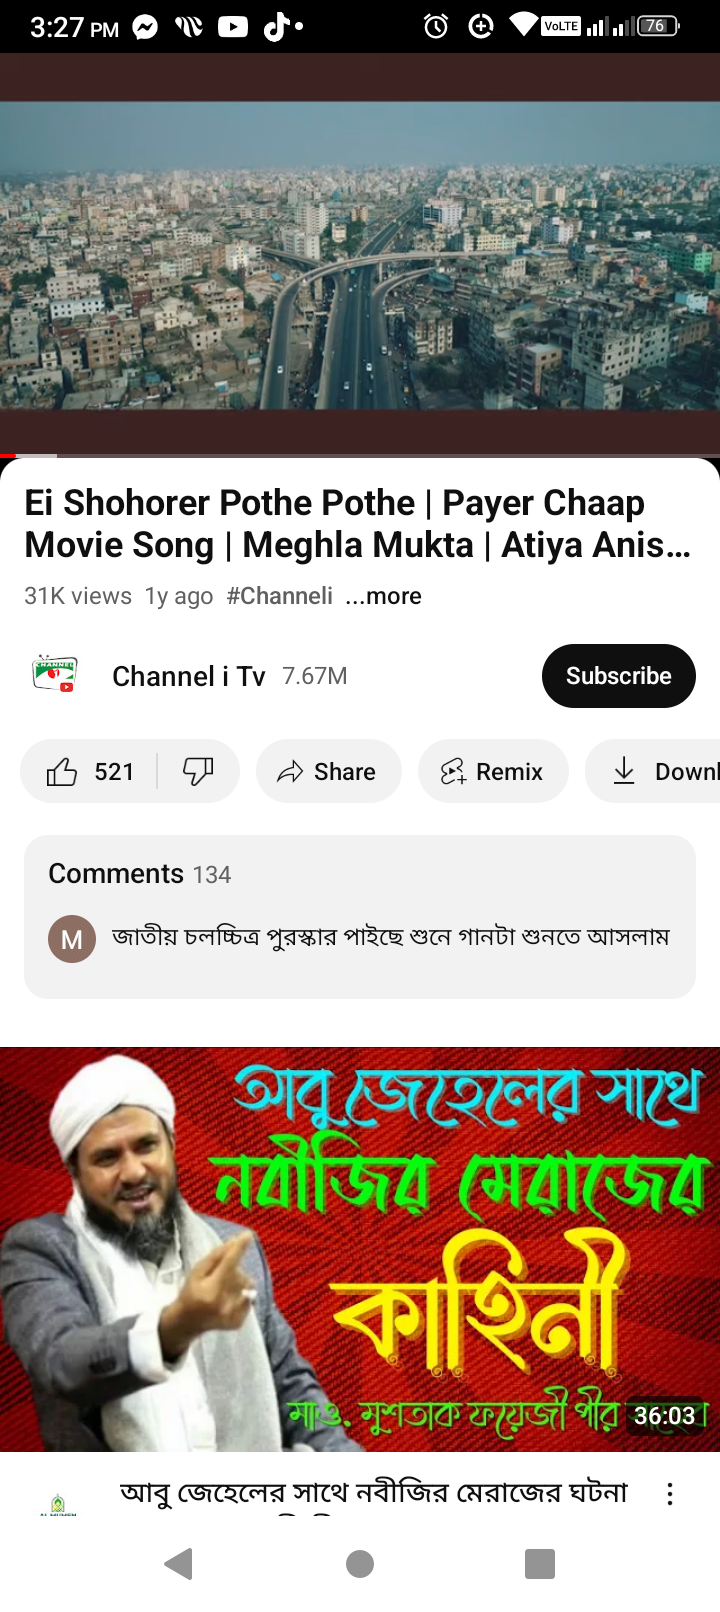 3:27 PM
VoLTE
76
Ei Shohorer Pothe Pothe | Payer Chaap
Movie Song | Meghla Mukta | Atiya Anis...
31K views 1y ago #Channeli ...more
CHANNEL
Channel i Tv 7.67M
Subscribe
521
Share
Remix
Downl
Comments 134
M
জাতীয় চলচ্চিত্র পুরস্কার পাইছে শুনে গানটা শুনতে আসলাম
আবু জেহেলের সাথে
নবীজির মেরাজের
কাহিনী
মাও. মুশতাক ফয়েজী পীর
36:03
আবু জেহেলের সাথে নবীজির মেরাজের ঘটনা